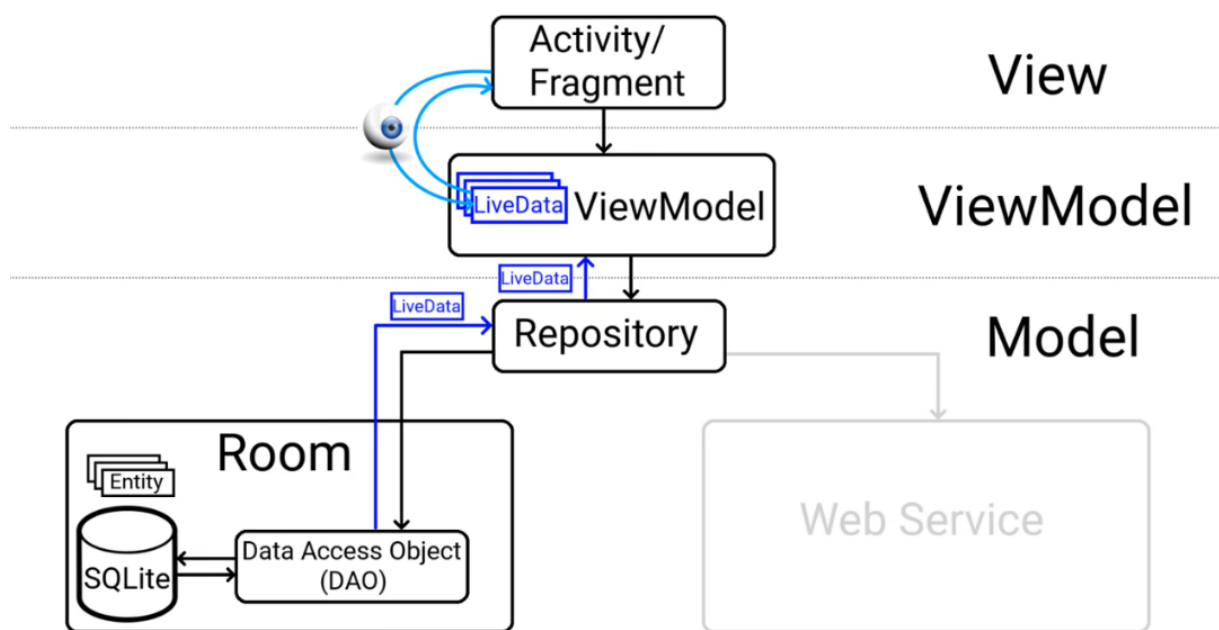 Activity/
Fragment
View
LiveData
ViewModel
ViewModel
LiveData
LiveData
Repository
Model
Room
Entity
SQLite
Data Access Object
(DAO)
Web Service